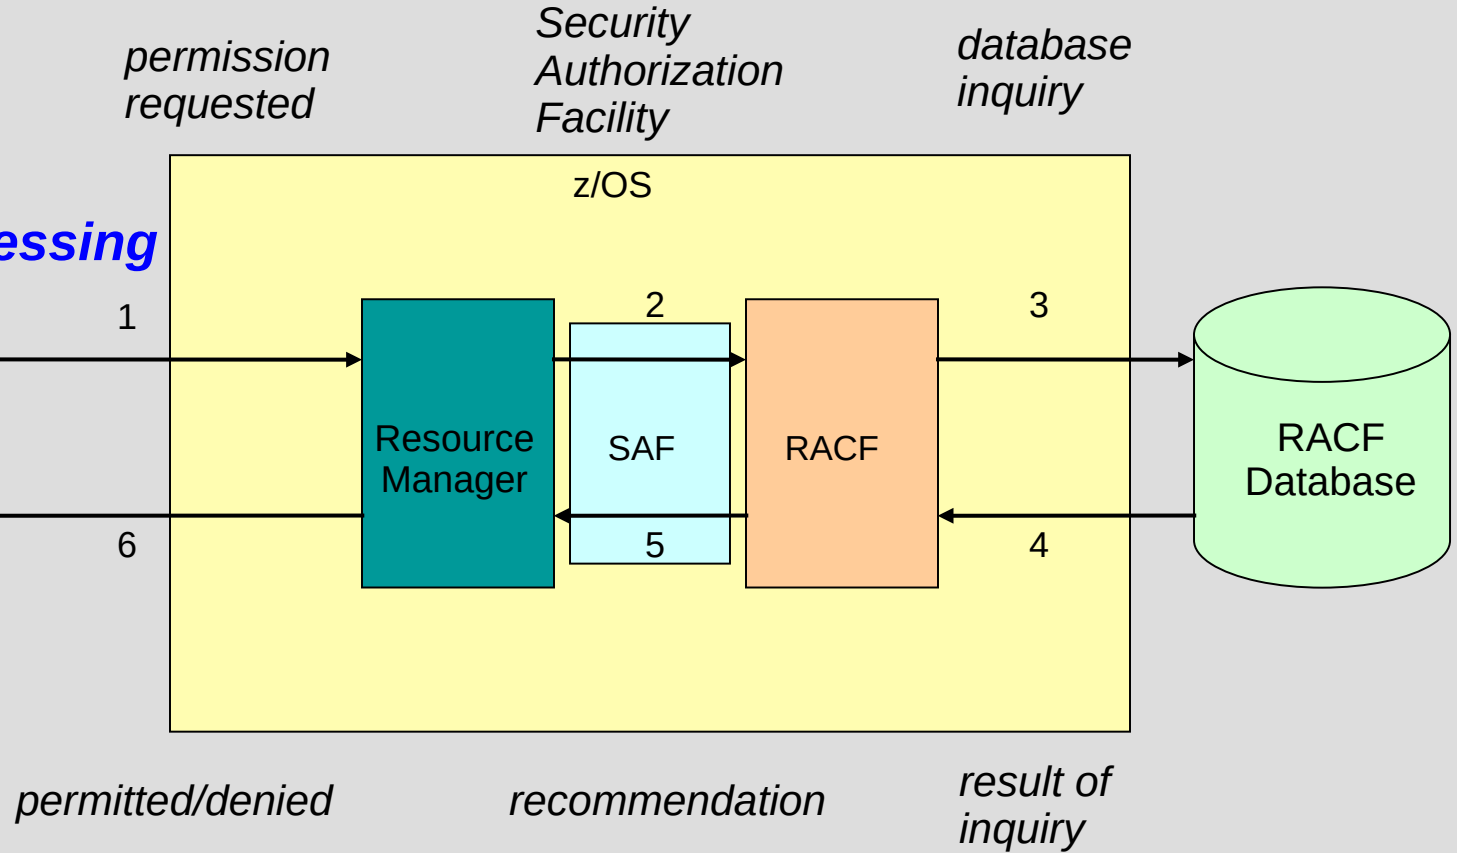 permission
requested
Security
Authorization
Facility
database
inquiry
z/OS
essing
1
2
3
Resource
Manager
SAF
RACF
RACF
Database
6
5
4
permitted/denied
recommendation
result of
inquiry